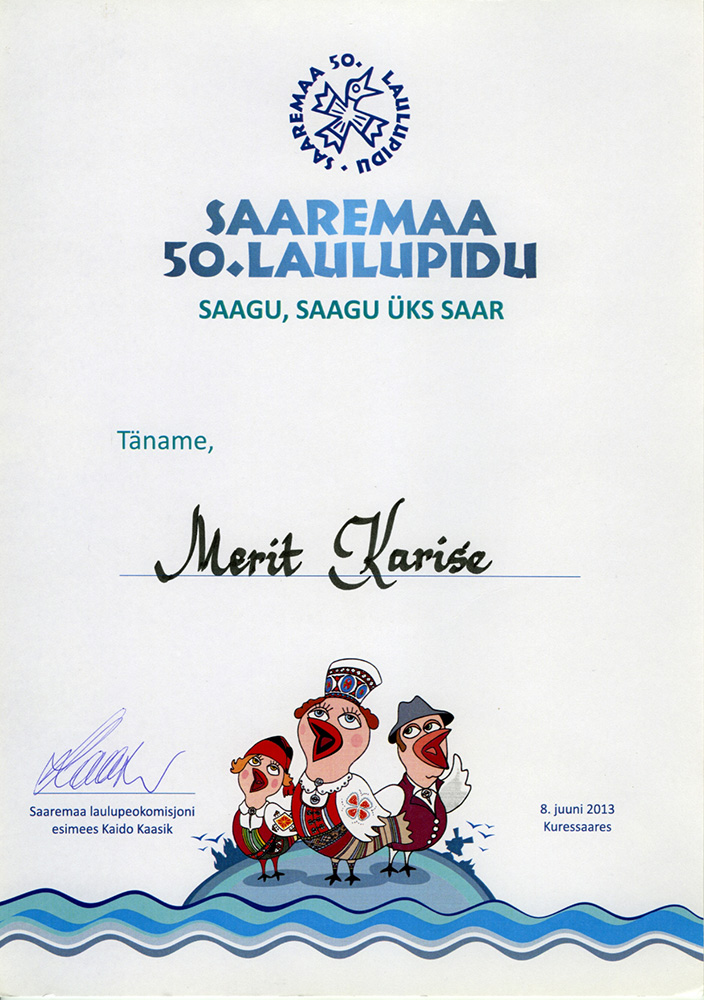 SAAREMAA 50. LAULUPIDU •
SAAREMAA
50. LAULUPIDU
SAAGU, SAAGU ÜKS SAAR
Täname,
Merit Karise
Saaremaa laulupeokomisjoni
esimees Kaido Kaasik
8. juuni 2013
Kuressaares